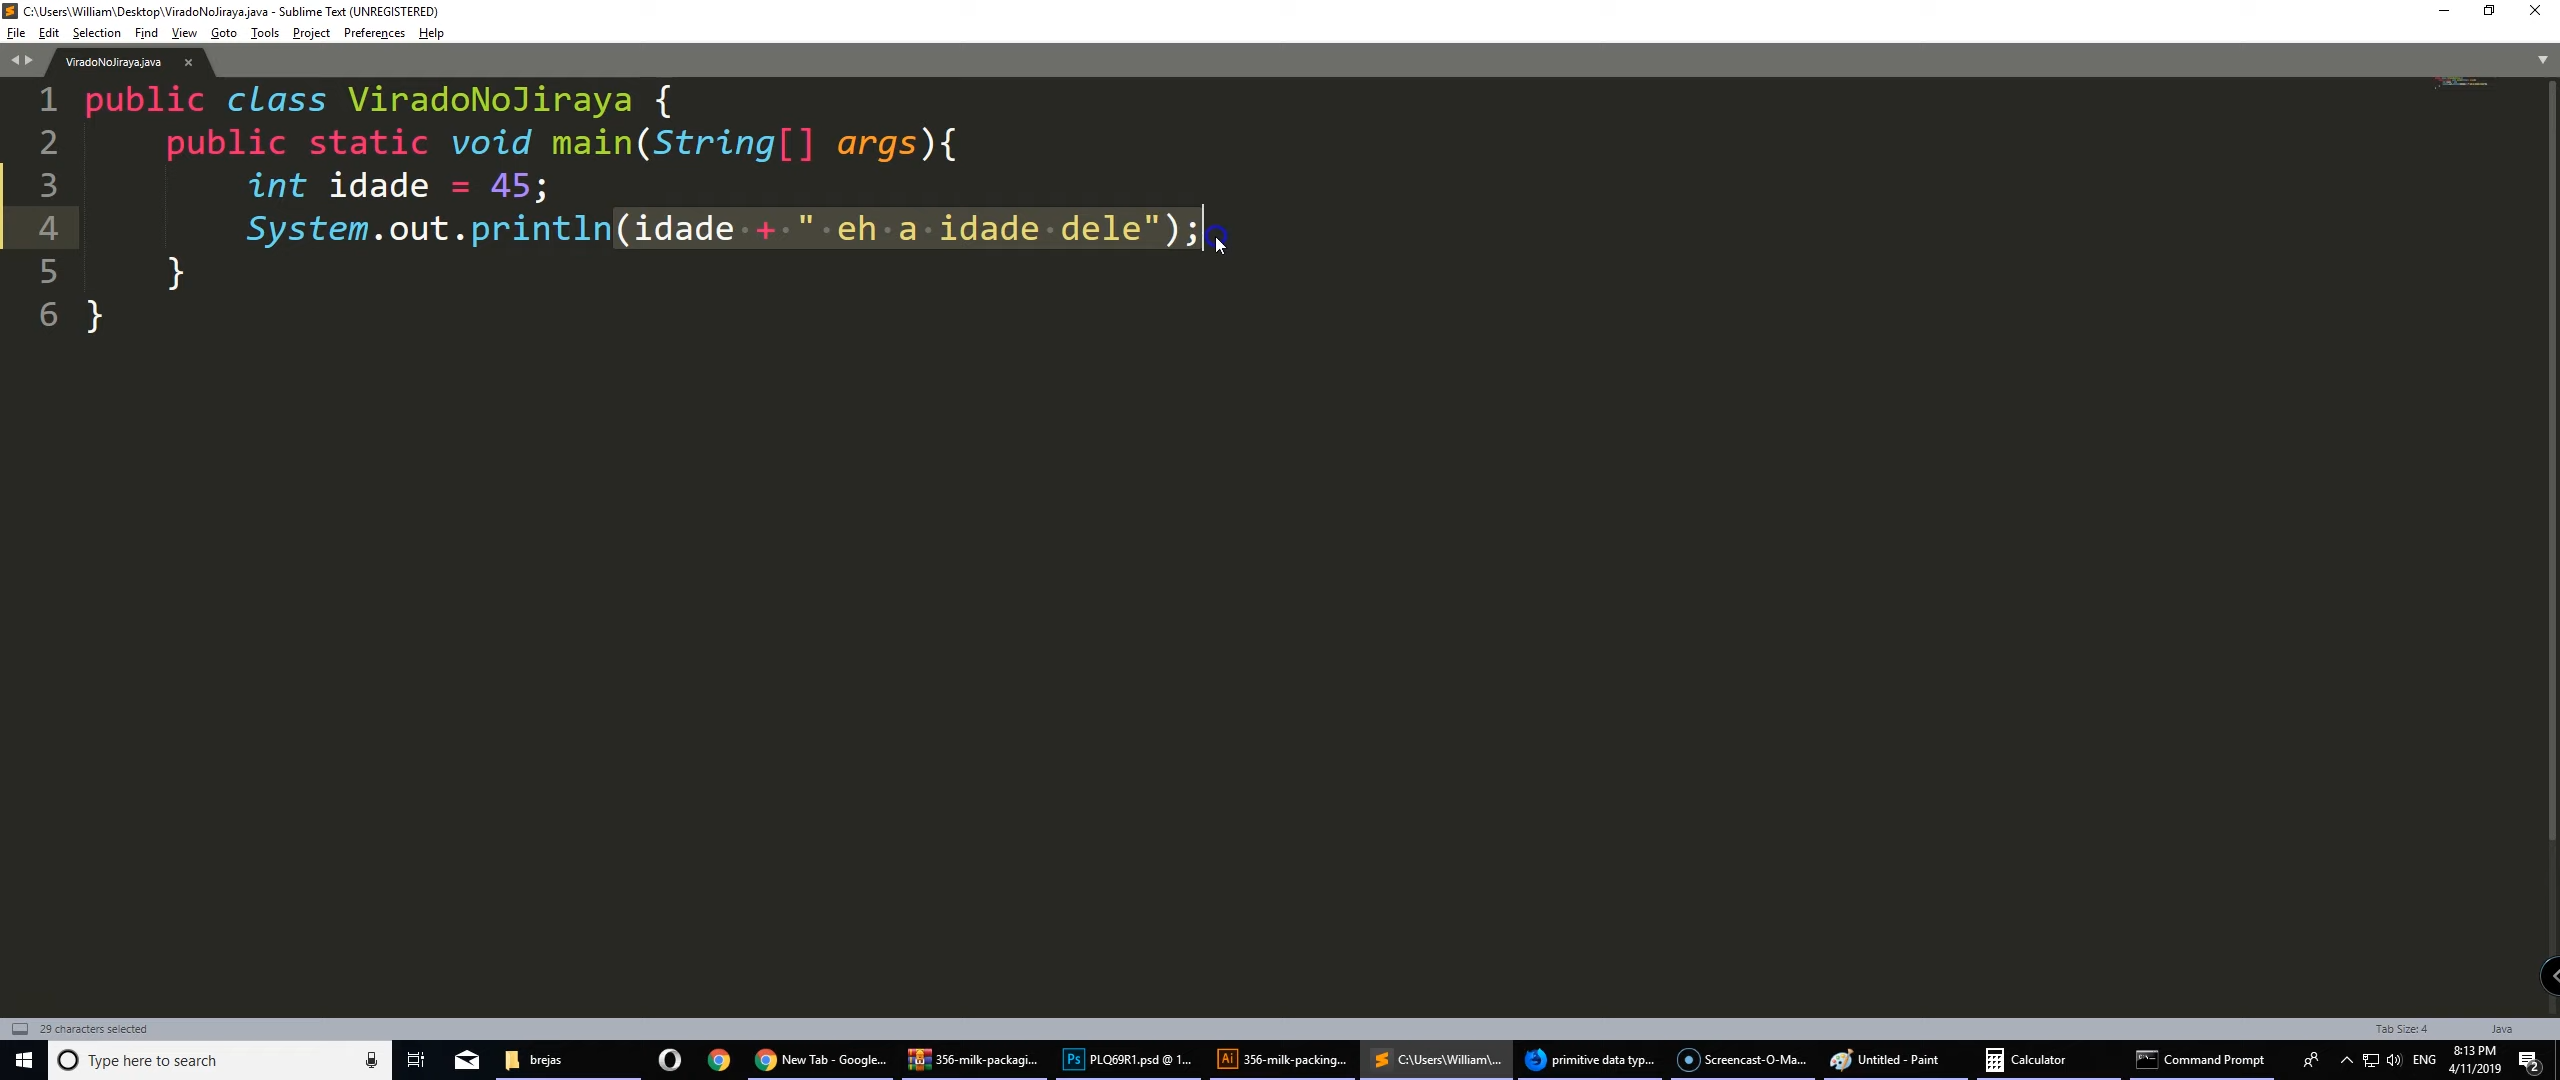 C:\Users\William\Desktop\ViradoNoJiraya.java - Sublime Text (UNREGISTERED)
File Edit Selection Find View Goto Tools Project Preferences Help
ViradoNoJiraya.java ×
1 public class ViradoNoJiraya {
2 public static void main(String[] args){
3 int idade = 45;
4 System.out.println(idade + " eh a idade dele");
5 }
6 }
29 characters selected Tab Size: 4 Java
Type here to search brejas New Tab - Google... 356-milk-packagi... Ps PLQ69R1.psd @ 1... Ai 356-milk-packing... C:\Users\William\... primitive data typ... Screencast-O-Ma... Untitled - Paint Calculator Command Prompt ENG 8:13 PM
4/11/2019 2